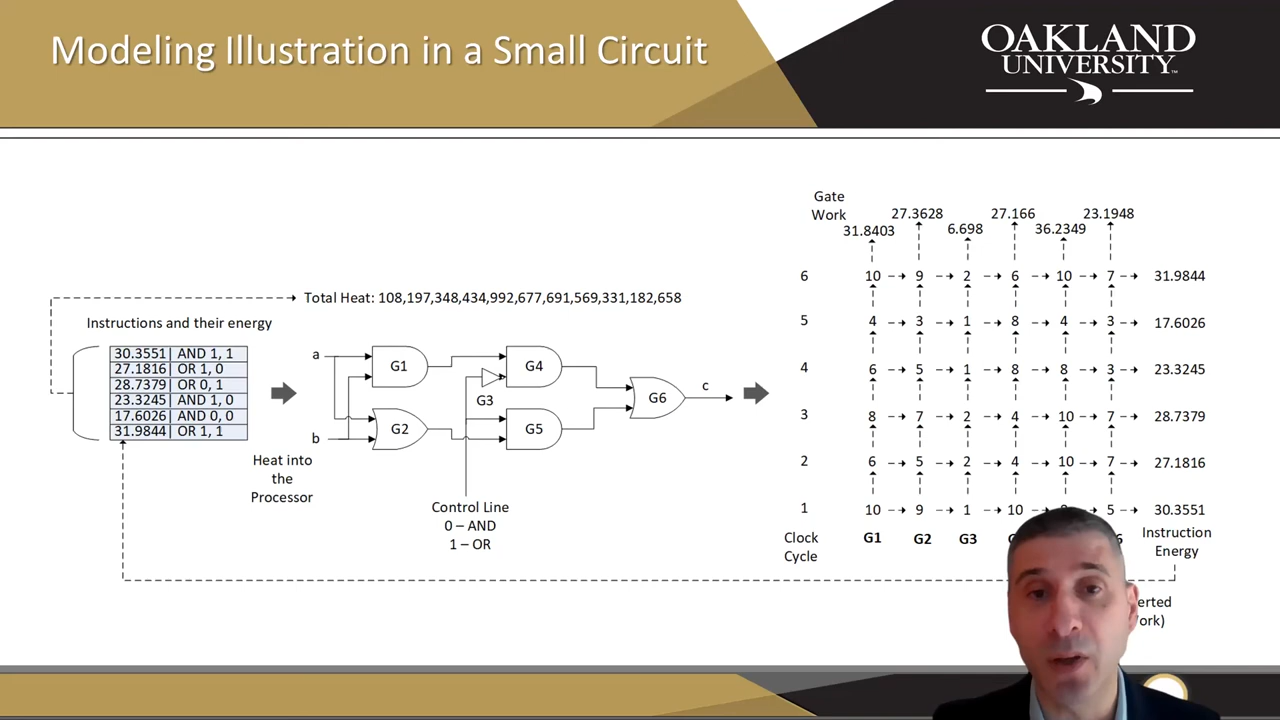 Modeling Illustration in a Small Circuit
OAKLAND
UNIVERSITY™
Total Heat: 108,197,348,434,992,677,691,569,331,182,658
Instructions and their energy
30.3551| AND 1, 1
27.1816| OR 1, 0
28.7379| OR 0, 1
23.3245| AND 1, 0
17.6026| AND 0, 0
31.9844| OR 1, 1
Heat into
the
Processor
a
b
G1
G2
G3
G4
G5
G6
c
Control Line
0 – AND
1 – OR
Gate
Work
31.8403 27.3628 6.698 27.166 36.2349 23.1948
6 10 9 2 6 10 7 31.9844
5 4 3 1 8 4 3 17.6026
4 6 5 1 8 8 3 23.3245
3 8 7 2 4 10 7 28.7379
2 6 5 2 4 10 7 27.1816
1 10 9 1 10 5 30.3551
Clock
Cycle
G1 G2 G3
Instruction
Energy